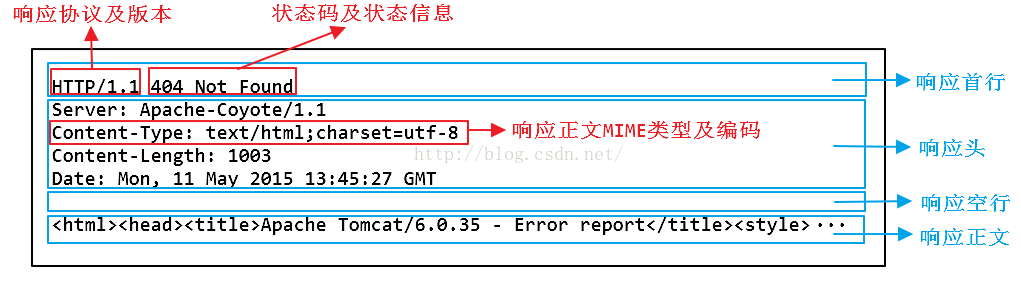 响应协议及版本 状态码及状态信息
HTTP/1.1 404 Not Found 响应首行
Server: Apache-Coyote/1.1
Content-Type: text/html;charset=utf-8 响应正文MIME类型及编码
Content-Length: 1003 http://blog.csdn.net/ 响应头
Date: Mon, 11 May 2015 13:45:27 GMT
响应空行
<html><head><title>Apache Tomcat/6.0.35 - Error report</title><style>··· 响应正文